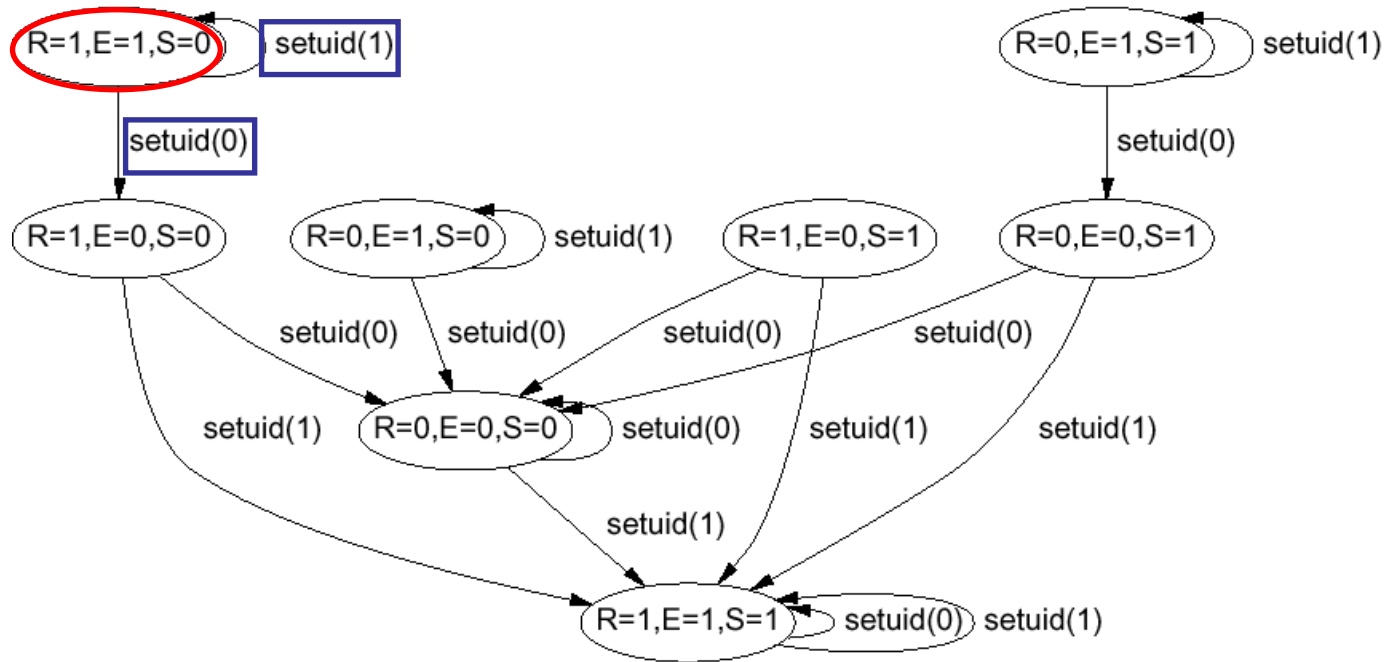 R=1,E=1,S=0
setuid(1)
R=0,E=1,S=1
setuid(1)
setuid(0)
setuid(0)
R=1,E=0,S=0
R=0,E=1,S=0
setuid(1)
R=1,E=0,S=1
R=0,E=0,S=1
setuid(0)
setuid(0)
setuid(0)
setuid(0)
setuid(1)
R=0,E=0,S=0
setuid(0)
setuid(1)
setuid(1)
setuid(1)
R=1,E=1,S=1
setuid(0)
setuid(1)